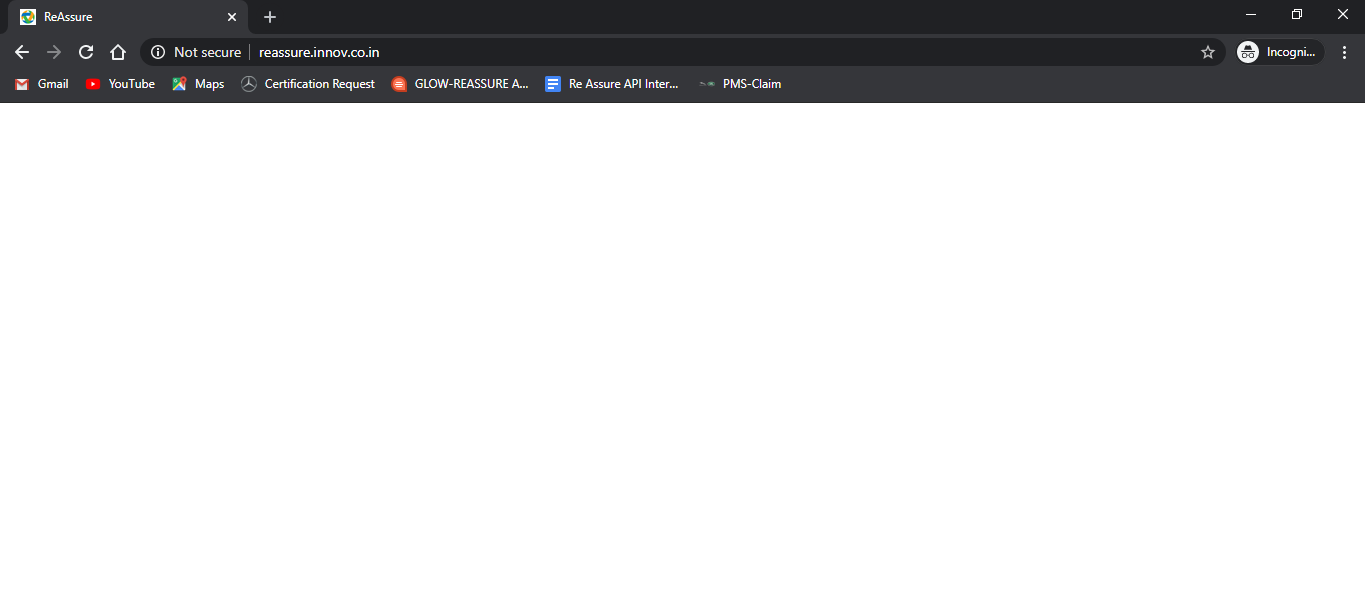 ReAssure
Not secure reassure.innov.co.in Incogni...
Gmail YouTube Maps Certification Request GLOW-REASSURE A... Re Assure API Inter... PMS-Claim